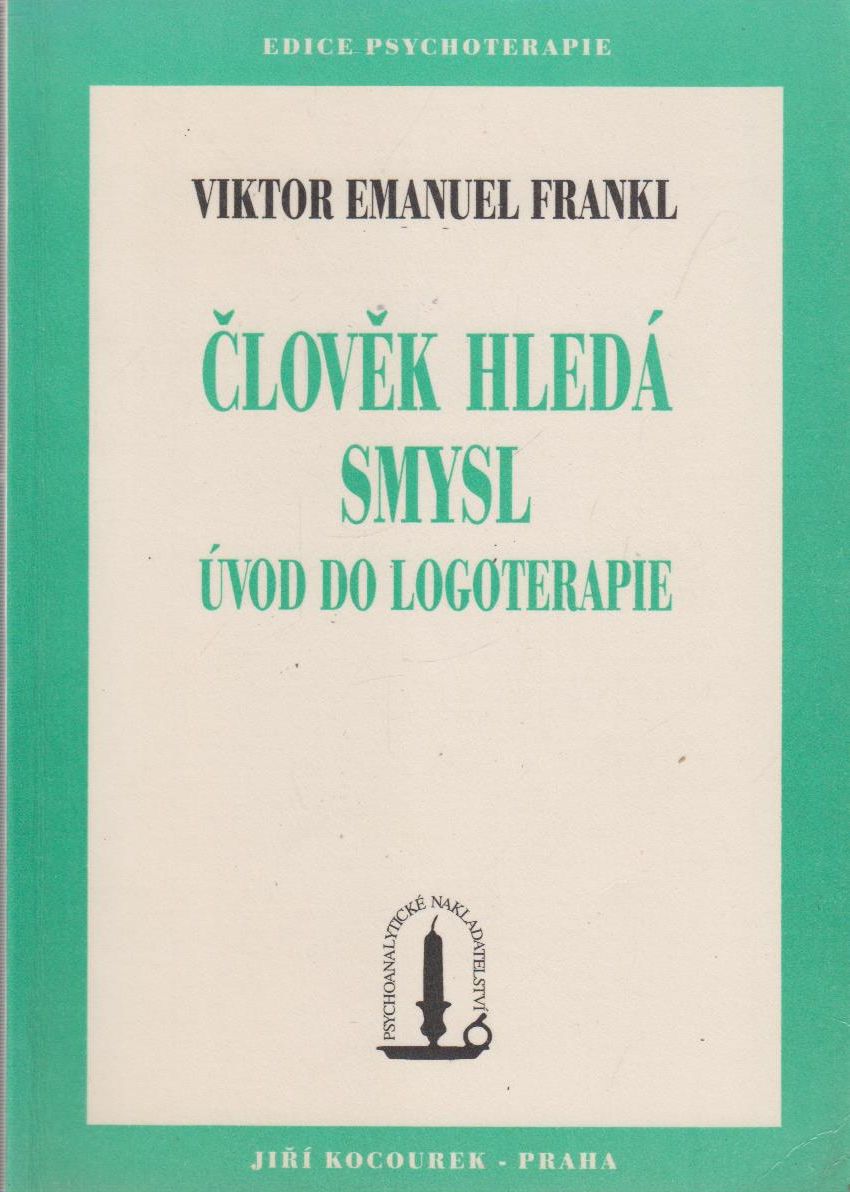 EDICE PSYCHOTERAPIE
VIKTOR EMANUEL FRANKL
ČLOVĚK HLEDÁ
SMYSL
ÚVOD DO LOGOTERAPIE
PSYCHOANALYTICKÉ NAKLADATELSTVÍ
JIŘÍ KOCOUREK - PRAHA